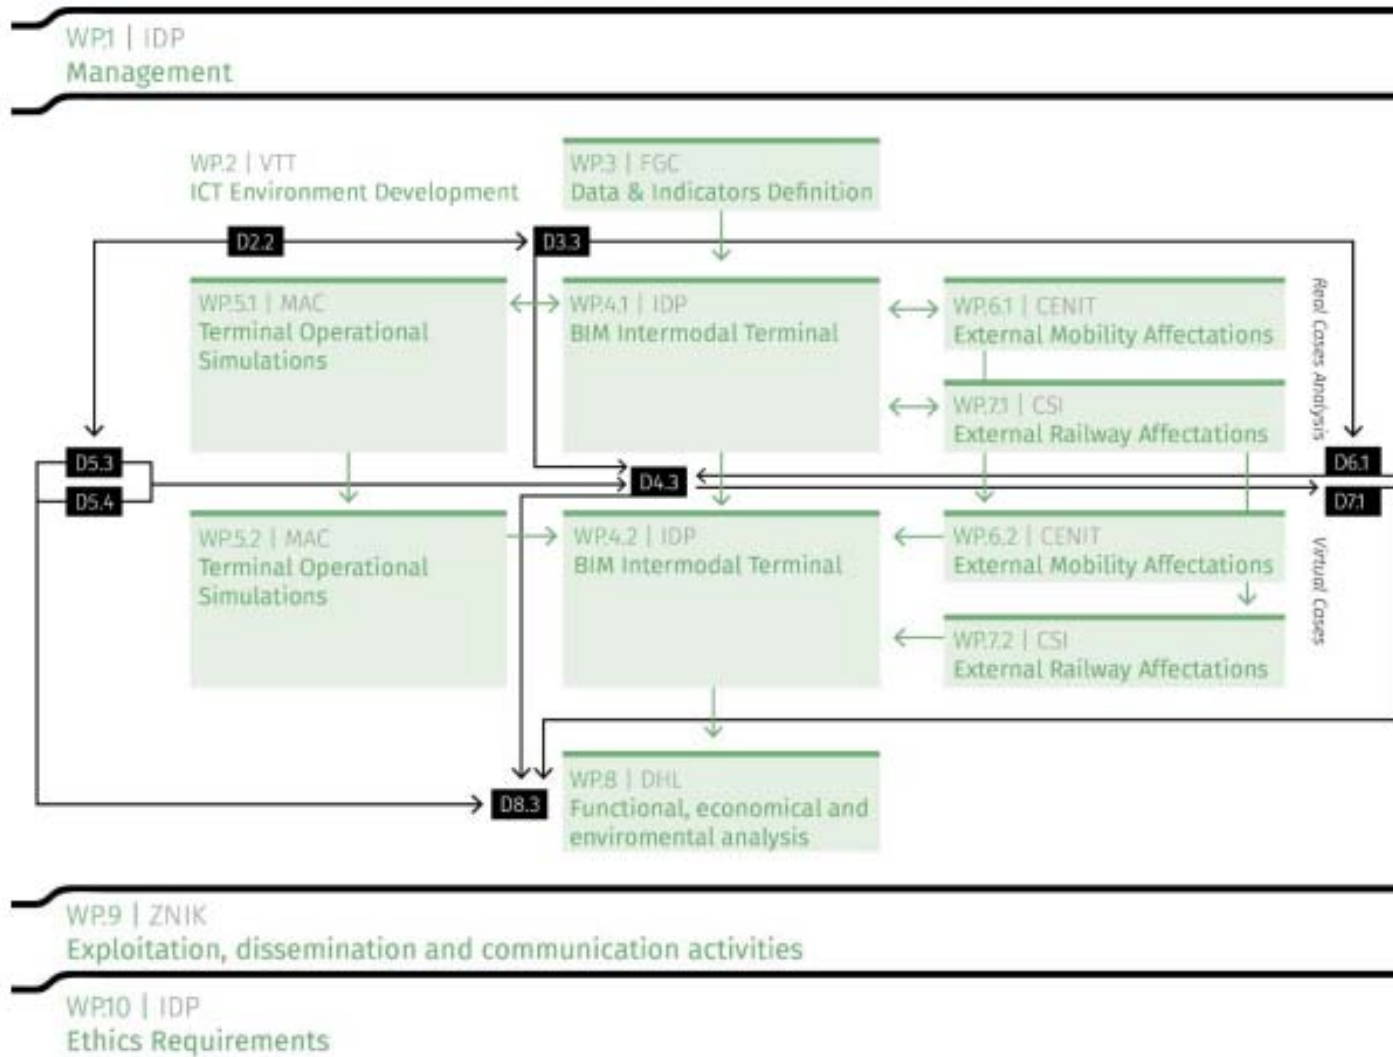 WP.1 | IDP
Management
WP.2 | VTT
ICT Environment Development
WP.3 | FGC
Data & Indicators Definition
D2.2
D3.3
WP.5.1 | MAC
Terminal Operational
Simulations
WP.4.1 | IDP
BIM Intermodal Terminal
WP.6.1 | CENIT
External Mobility Affectations
WP.7.1 | CSI
External Railway Affectations
Real Cases Analysis
D5.3
D5.4
D4.3
D6.1
D7.1
WP.5.2 | MAC
Terminal Operational
Simulations
WP.4.2 | IDP
BIM Intermodal Terminal
WP.6.2 | CENIT
External Mobility Affectations
WP.7.2 | CSI
External Railway Affectations
Virtual Cases
D8.3
WP.8 | DHL
Functional, economical and
enviromental analysis
WP.9 | ZNIK
Exploitation, dissemination and communication activities
WP.10 | IDP
Ethics Requirements